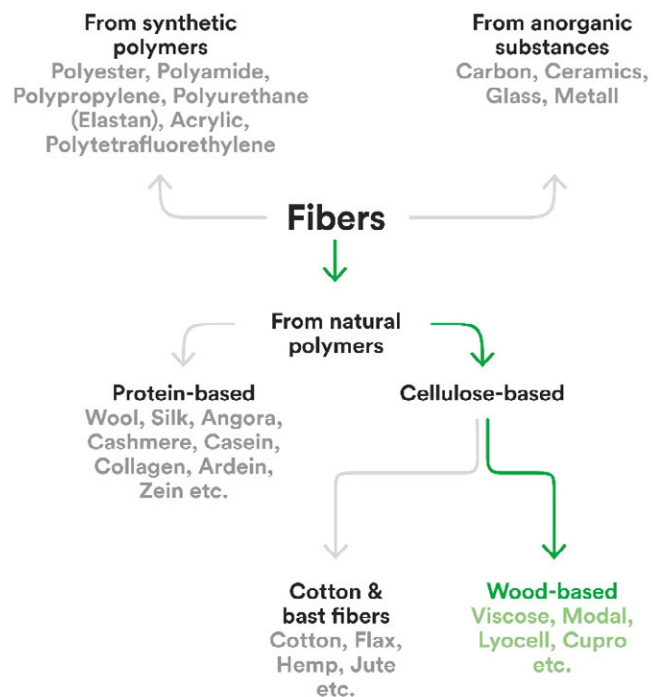 From synthetic
polymers
Polyester, Polyamide,
Polypropylene, Polyurethane
(Elastan), Acrylic,
Polytetrafluorethylene
From anorganic
substances
Carbon, Ceramics,
Glass, Metall
Fibers
From natural
polymers
Protein-based
Wool, Silk, Angora,
Cashmere, Casein,
Collagen, Ardein,
Zein etc.
Cellulose-based
Cotton &
bast fibers
Cotton, Flax,
Hemp, Jute
etc.
Wood-based
Viscose, Modal,
Lyocell, Cupro
etc.